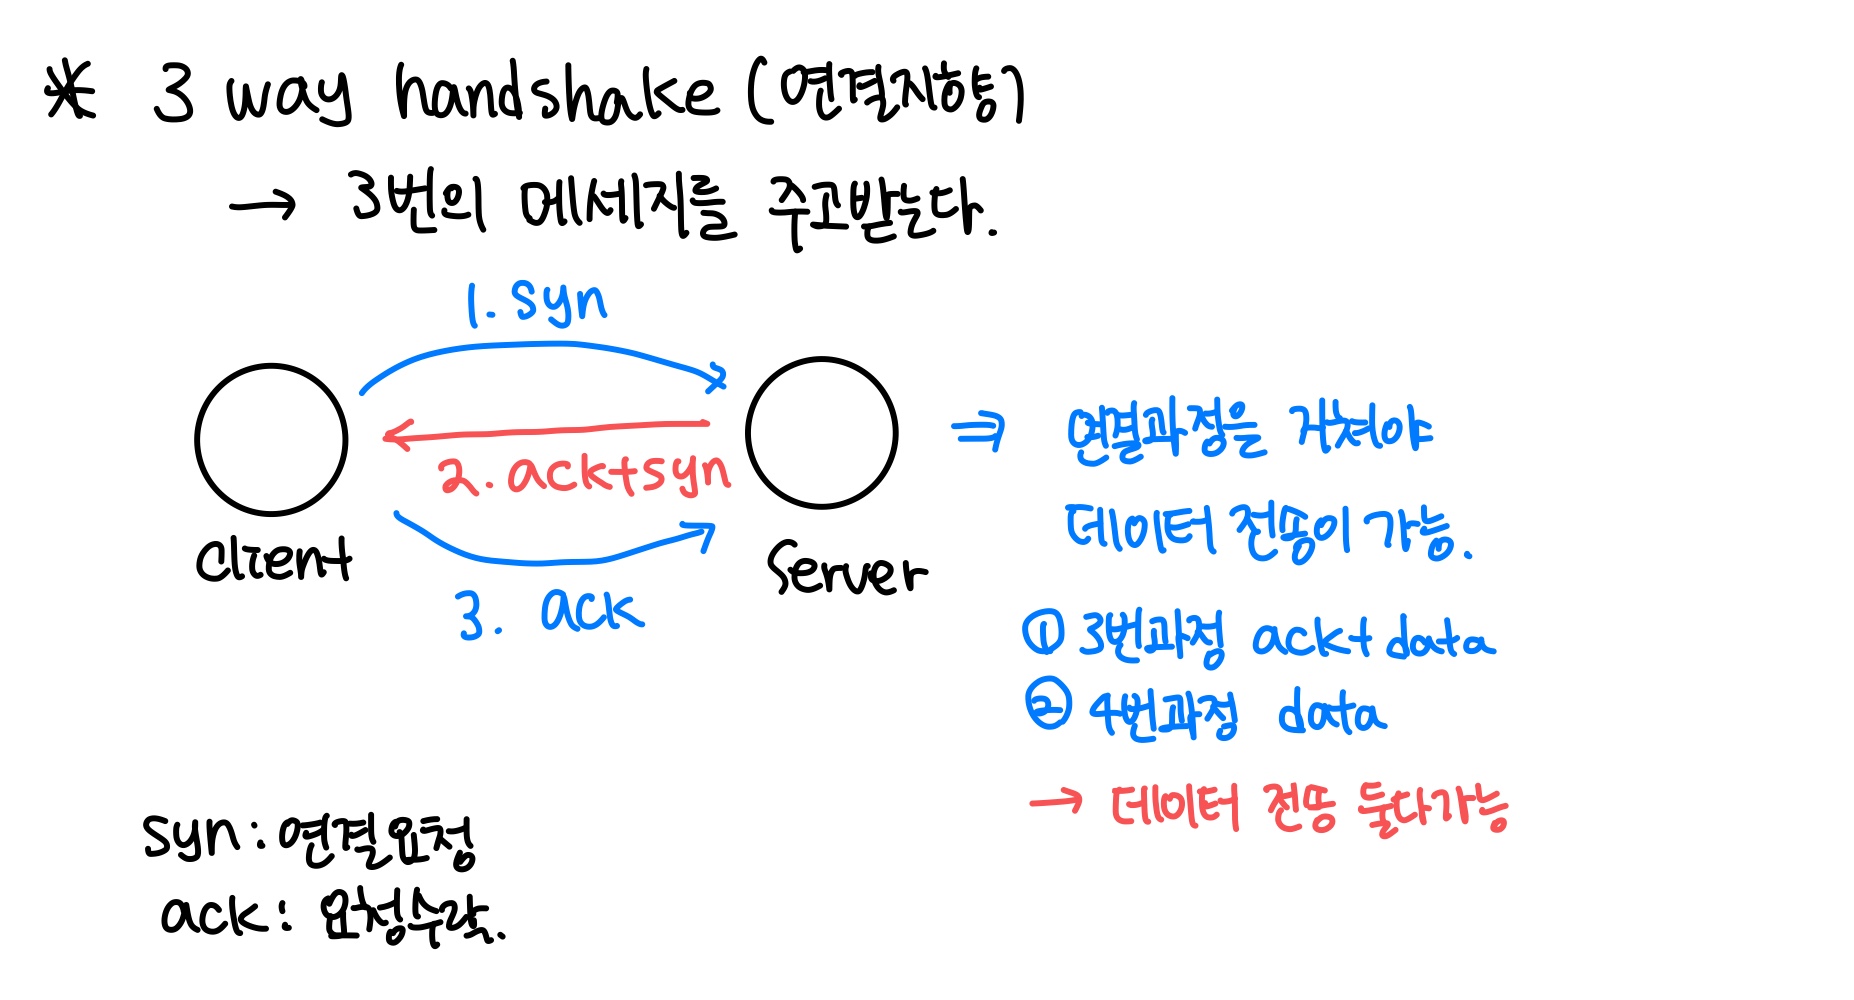 * 3 way handshake (연결지향)
→ 3번의 메세지를 주고받는다.
1. syn
2. ack+syn
3. ack
Client
Server
⇒ 연결과정을 거쳐야
데이터 전송이 가능.
① 3번과정 ack+data
② 4번과정 data
→ 데이터 전띵 둘다가능
syn : 연결요청
ack : 요청수락.